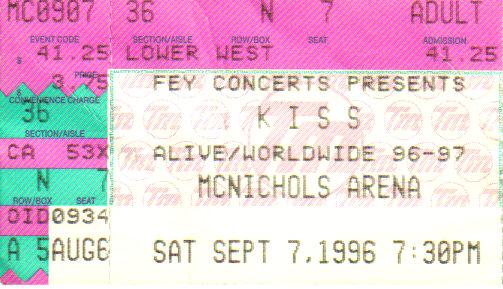 MC0907 36 N 7 ADULT
EVENT CODE SECTION/AISLE ROW/BOX SEAT ADMISSION
$ 41.25 LOWER WEST 41.25
PRICE
FEY CONCERTS PRESENTS
CONVENIENCE CHARGE
KISS
36
SECTION/AISLE
ALIVE/WORLDWIDE 96-97
CA 53X
MCNICHOLS ARENA
N 7
ROW/BOX SEAT
0ID0934
A 5AUG6 SAT SEPT 7,1996 7:30PM